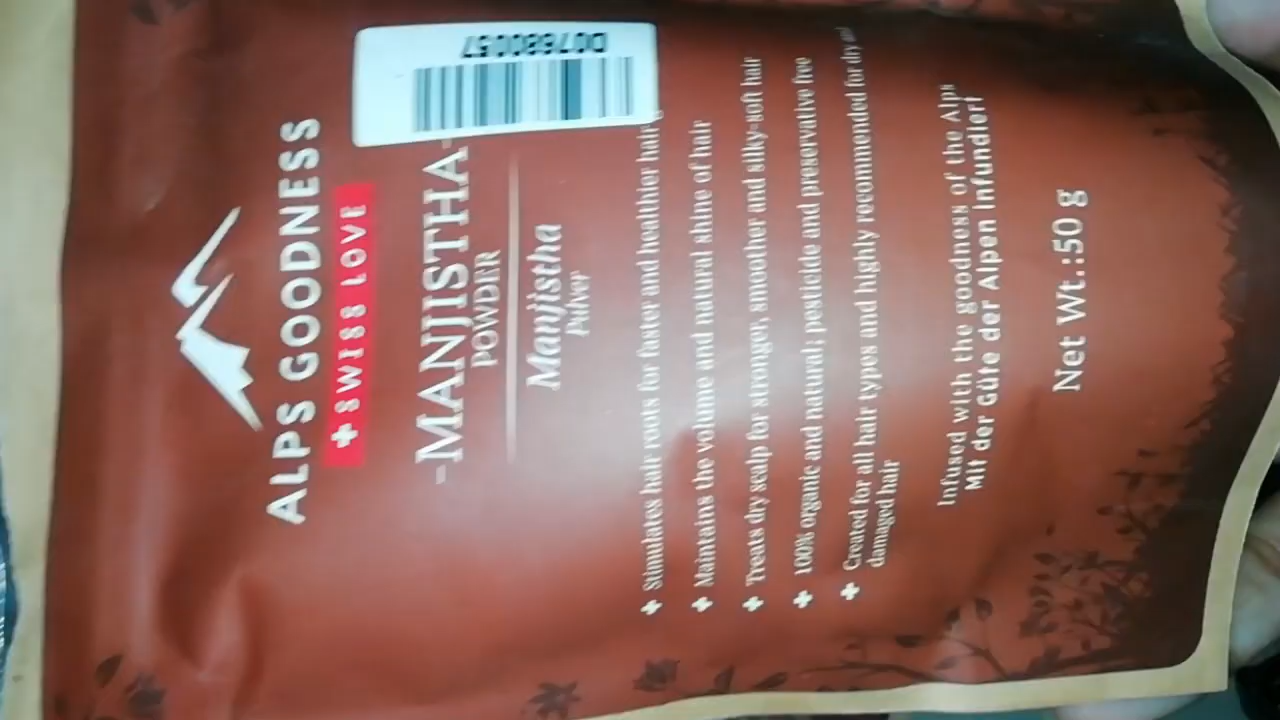 ALPS GOODNESS
+ SWISS LOVE
-MANJISTHA-
POWDER
Manjistha
Pulver
D07680057
Stimulates hair roots for faster and healthier hair
Maintains the volume and natural shine of hair
Treats dry scalp for stronger, smoother and silky-soft hair
100% organic and natural; pesticide and preservative free
Created for all hair types and highly recommended for dry and
damaged hair
Infused with the goodness of the Alps
Mit der Güte der Alpen infundiert
Net Wt.:50 g